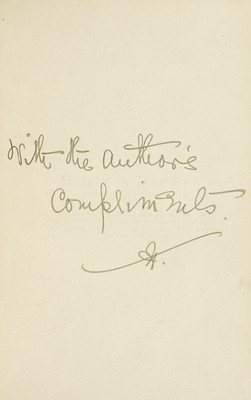 With the author's
Compliments.